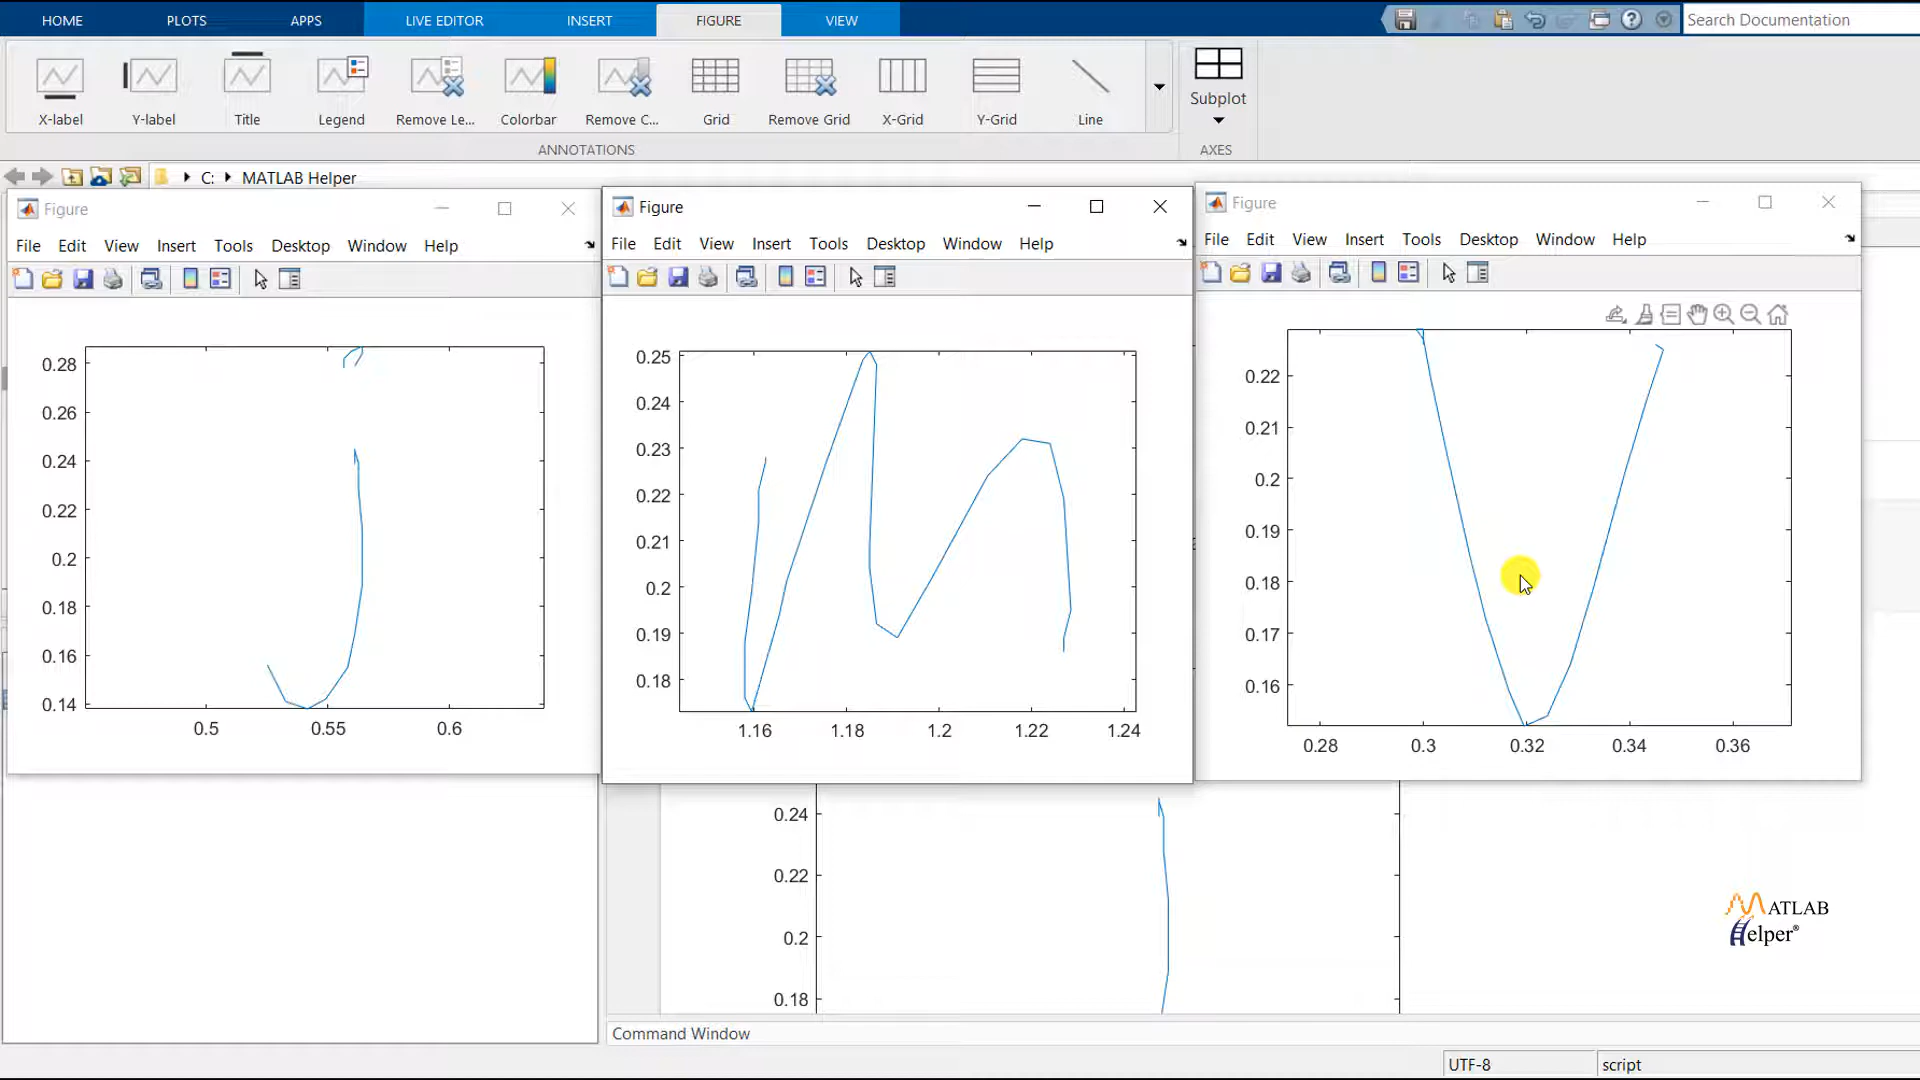 HOME PLOTS APPS LIVE EDITOR INSERT FIGURE VIEW Search Documentation
X-label Y-label Title Legend Remove Le... Colorbar Remove C... Grid Remove Grid X-Grid Y-Grid Line Subplot
ANNOTATIONS AXES
C: MATLAB Helper
Figure
File Edit View Insert Tools Desktop Window Help
0.28
0.26
0.24
0.22
0.2
0.18
0.16
0.14
0.5 0.55 0.6
Figure
File Edit View Insert Tools Desktop Window Help
0.25
0.24
0.23
0.22
0.21
0.2
0.19
0.18
1.16 1.18 1.2 1.22 1.24
Figure
File Edit View Insert Tools Desktop Window Help
0.22
0.21
0.2
0.19
0.18
0.17
0.16
0.28 0.3 0.32 0.34 0.36
0.24
0.22
0.2
0.18
MATLAB
Helper®
Command Window
UTF-8 script